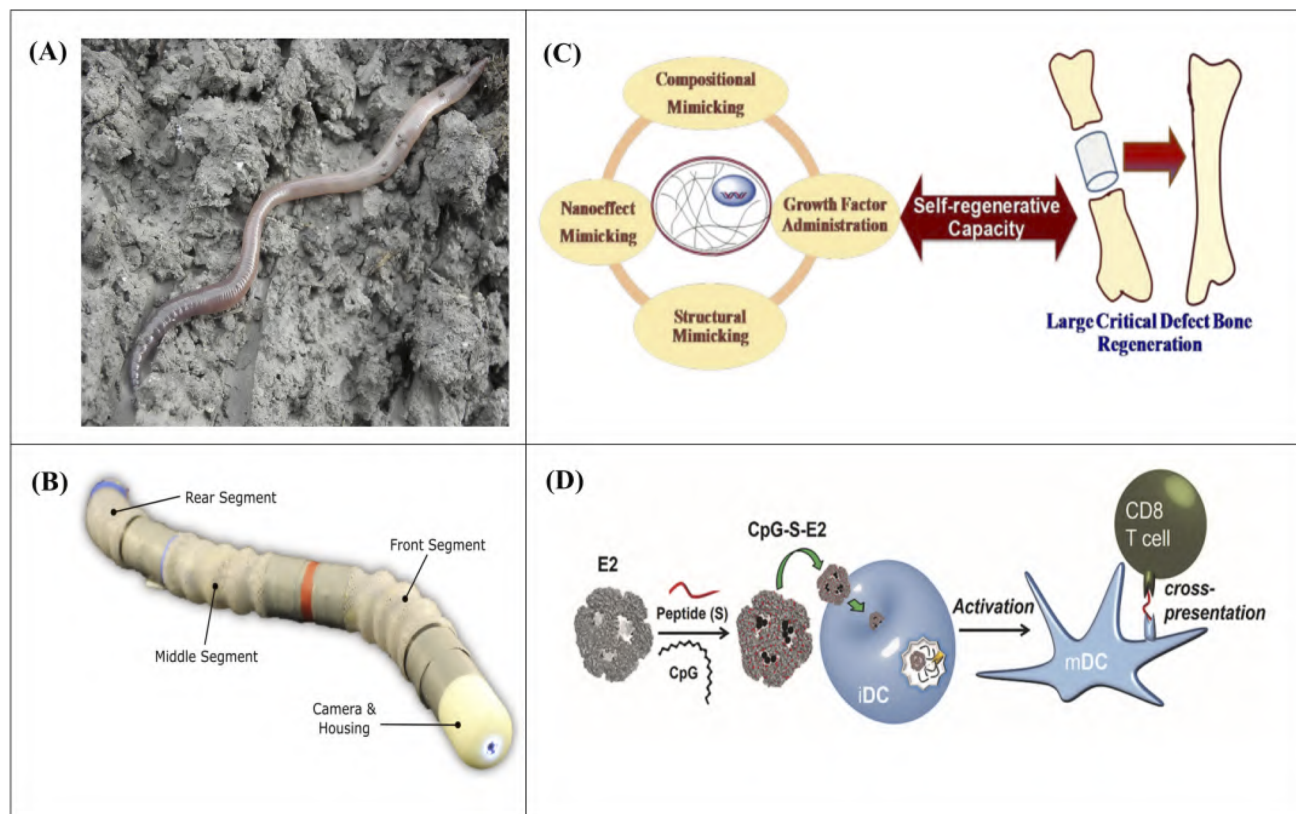 (A)
(C)
Compositional
Mimicking
Nanoeffect
Mimicking
Growth Factor
Administration
Structural
Mimicking
Self-regenerative
Capacity
Large Critical Defect Bone
Regeneration
(B)
Rear Segment
Front Segment
Middle Segment
Camera &
Housing
(D)
E2
Peptide (S)
CpG
CpG-S-E2
iDC
Activation
CD8
T cell
cross-
presentation
mDC